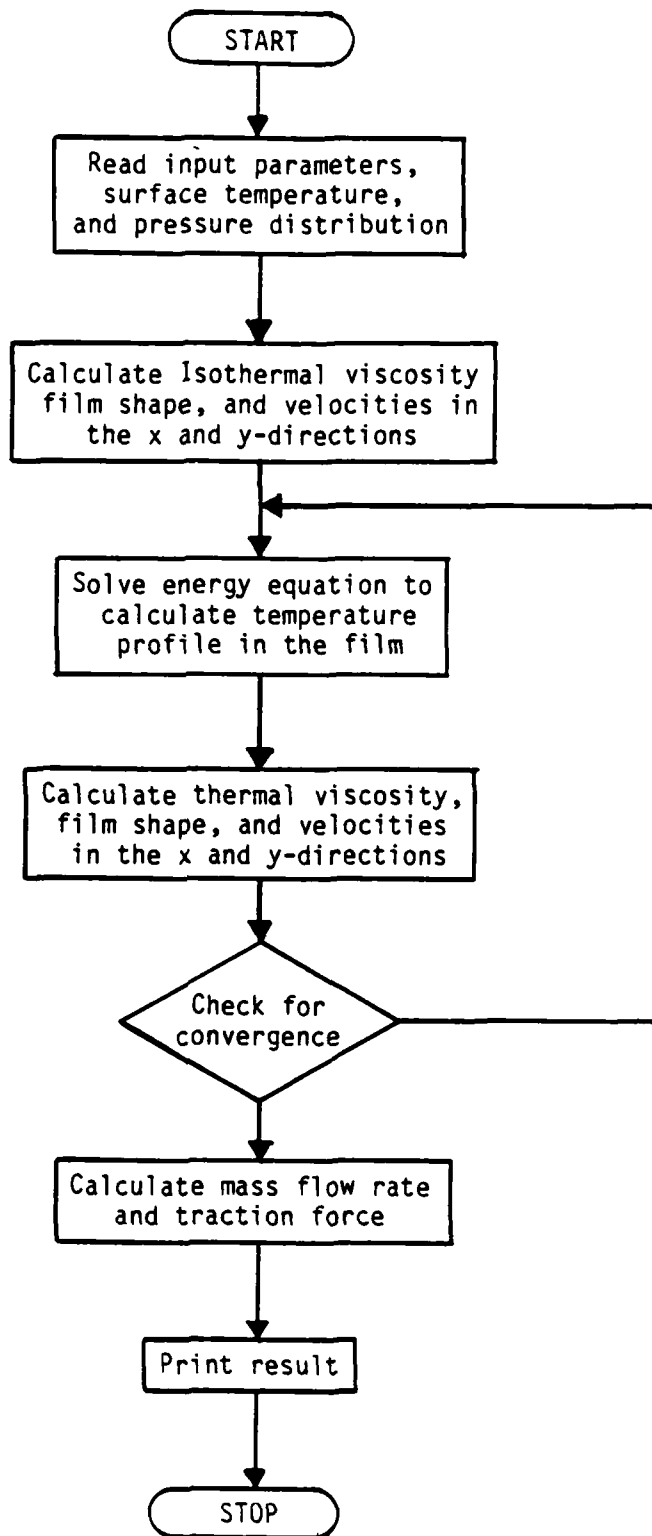 START
Read input parameters,
surface temperature,
and pressure distribution
Calculate Isothermal viscosity
film shape, and velocities in
the x and y-directions
Solve energy equation to
calculate temperature
profile in the film
Calculate thermal viscosity,
film shape, and velocities
in the x and y-directions
Check for
convergence
Calculate mass flow rate
and traction force
Print result
STOP